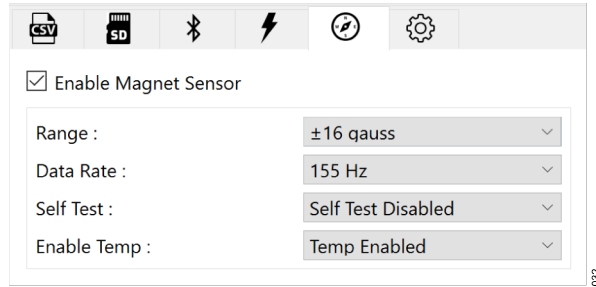 CSV
SD
Enable Magnet Sensor
Range :
±16 gauss
Data Rate :
155 Hz
Self Test :
Self Test Disabled
Enable Temp :
Temp Enabled